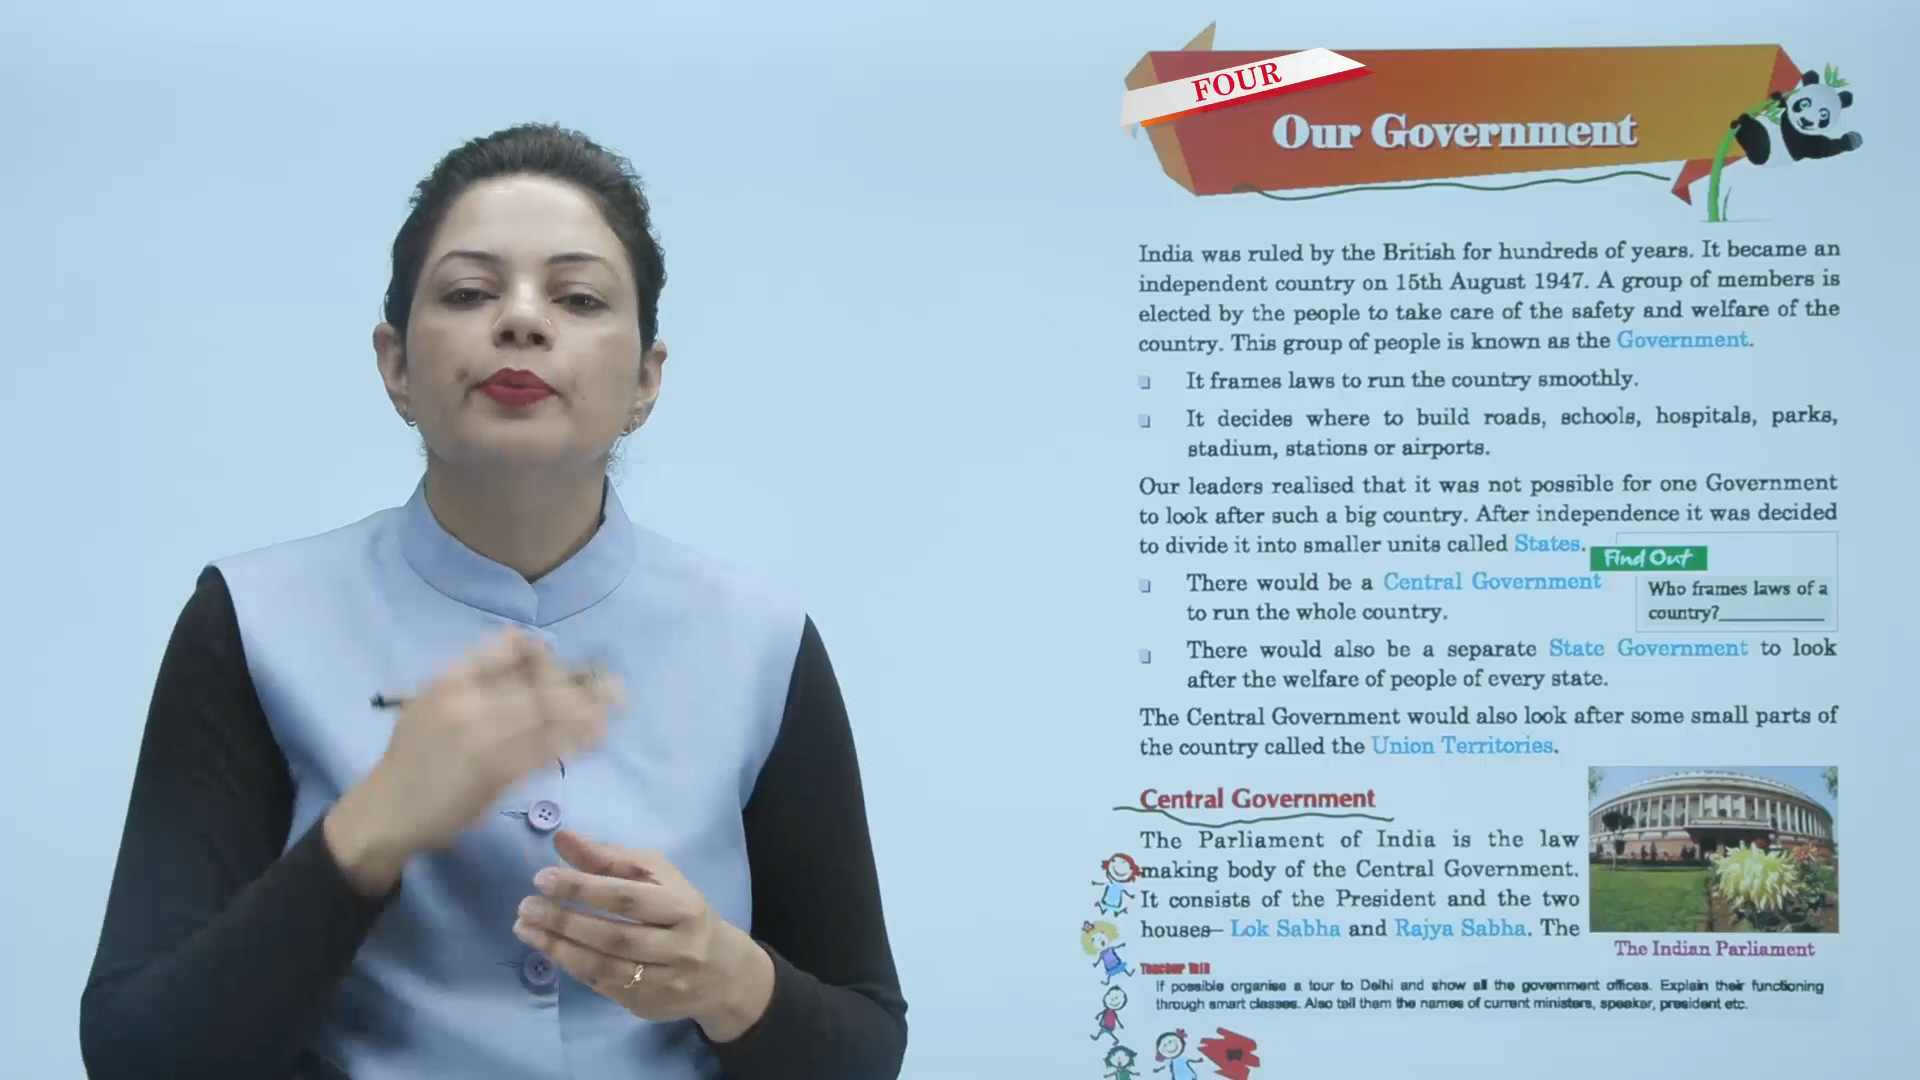 FOUR
Our Government
India was ruled by the British for hundreds of years. It became an
independent country on 15th August 1947. A group of members is
elected by the people to take care of the safety and welfare of the
country. This group of people is known as the Government.
It frames laws to run the country smoothly.
It decides where to build roads, schools, hospitals, parks,
stadium, stations or airports.
Our leaders realised that it was not possible for one Government
to look after such a big country. After independence it was decided
to divide it into smaller units called States.
Find Out
Who frames laws of a
country?____________
There would be a Central Government
to run the whole country.
There would also be a separate State Government to look
after the welfare of people of every state.
The Central Government would also look after some small parts of
the country called the Union Territories.
Central Government
The Parliament of India is the law
making body of the Central Government.
It consists of the President and the two
houses– Lok Sabha and Rajya Sabha. The
The Indian Parliament
Teacher Talk
If possible organise a tour to Delhi and show all the government offices. Explain their functioning
through smart classes. Also tell them the names of current ministers, speaker, president etc.